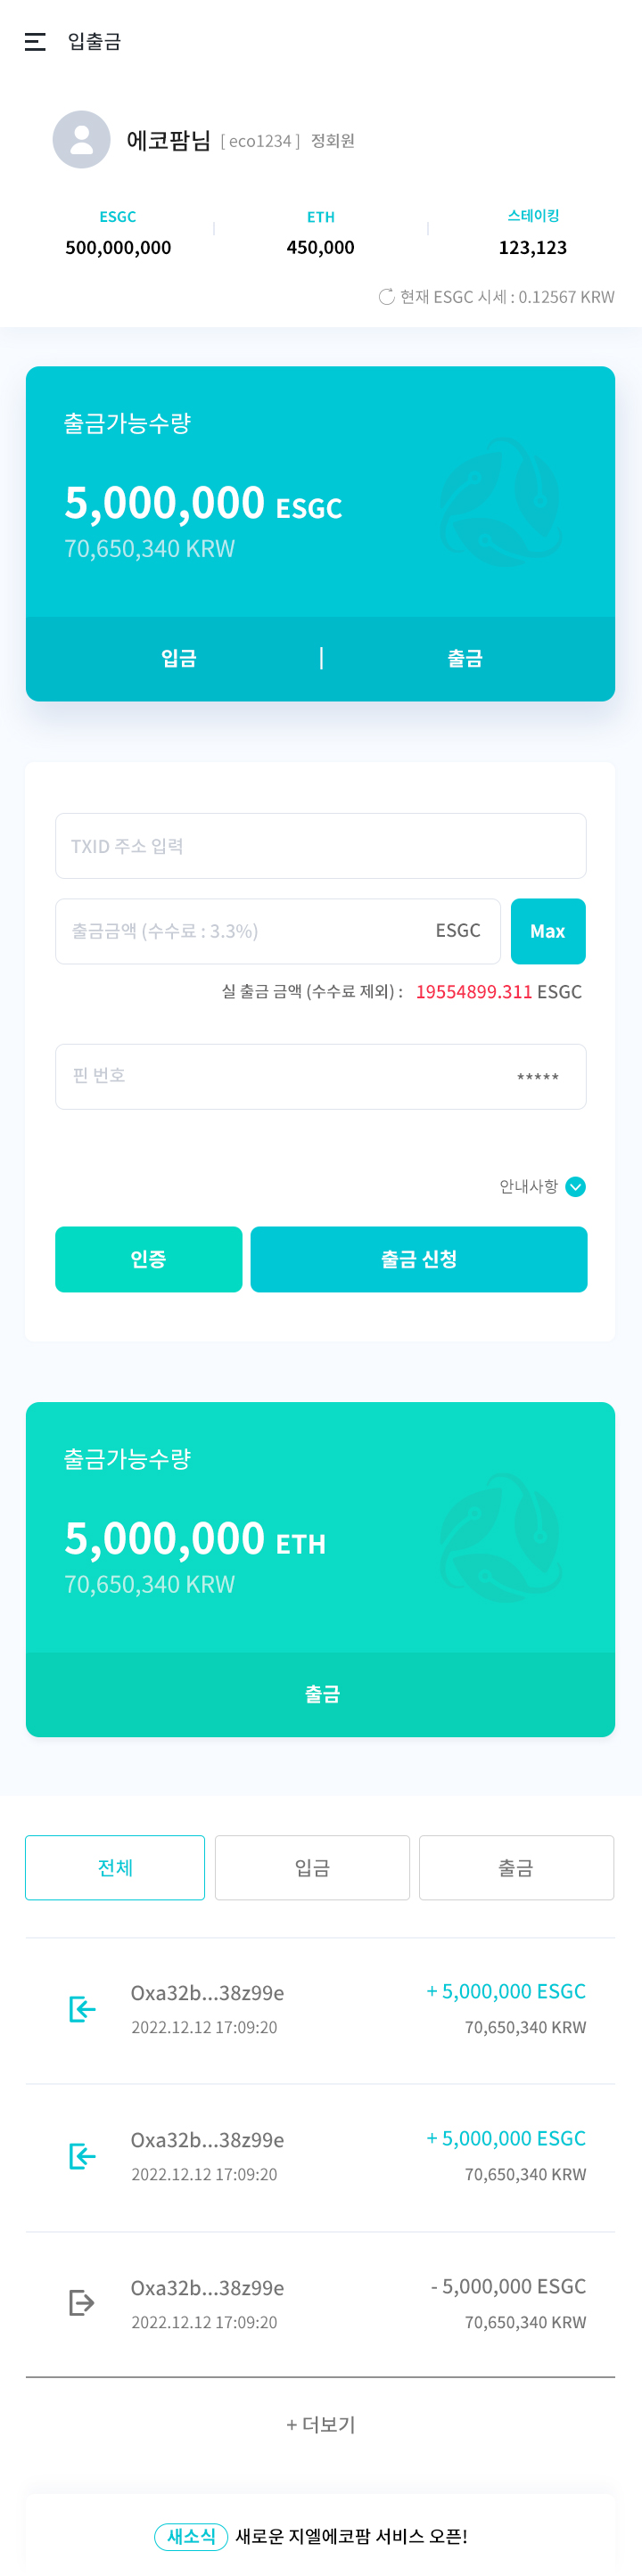 입출금
에코팜님 [ eco1234 ] 정회원
ESGC ETH 스테이킹
500,000,000 450,000 123,123
현재 ESGC 시세 : 0.12567 KRW
출금가능수량
5,000,000 ESGC
70,650,340 KRW
입금 | 출금
TXID 주소 입력
출금금액 (수수료 : 3.3%) ESGC Max
실 출금 금액 (수수료 제외) : 19554899.311 ESGC
핀 번호 *****
안내사항
인증 출금 신청
출금가능수량
5,000,000 ETH
70,650,340 KRW
출금
전체 입금 출금
Oxa32b...38z99e + 5,000,000 ESGC
2022.12.12 17:09:20 70,650,340 KRW
Oxa32b...38z99e + 5,000,000 ESGC
2022.12.12 17:09:20 70,650,340 KRW
Oxa32b...38z99e - 5,000,000 ESGC
2022.12.12 17:09:20 70,650,340 KRW
+ 더보기
새소식 새로운 지엘에코팜 서비스 오픈!